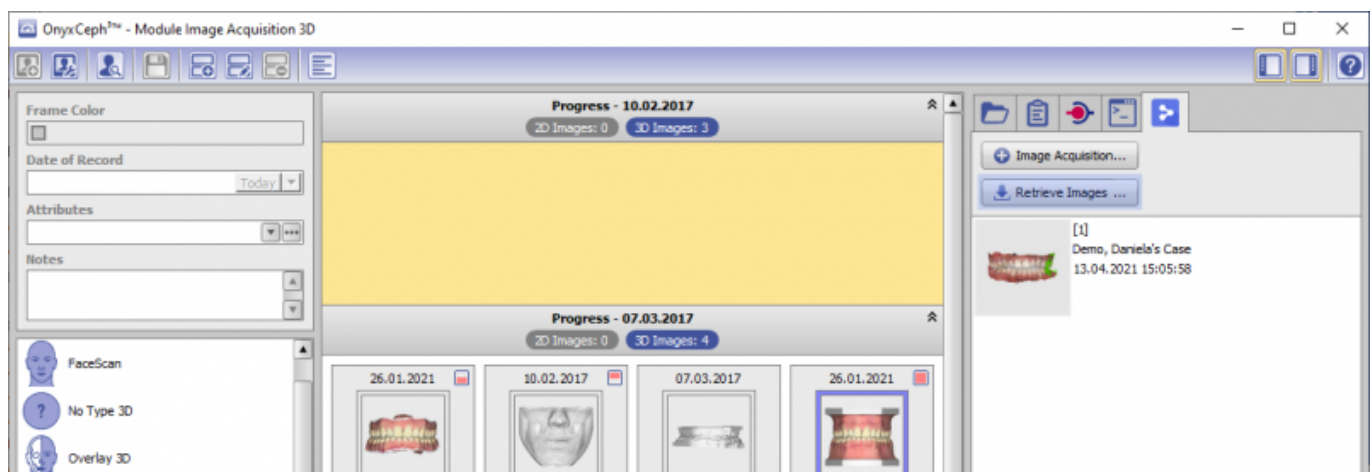 OnyxCeph³™ - Module Image Acquisition 3D
Frame Color
Date of Record
Today
Attributes
Notes
FaceScan
No Type 3D
Overlay 3D
Progress - 10.02.2017
2D Images: 0 3D Images: 3
Progress - 07.03.2017
2D Images: 0 3D Images: 4
26.01.2021 10.02.2017 07.03.2017 26.01.2021
Image Acquisition...
Retrieve Images ...
[1]
Demo, Daniela's Case
13.04.2021 15:05:58